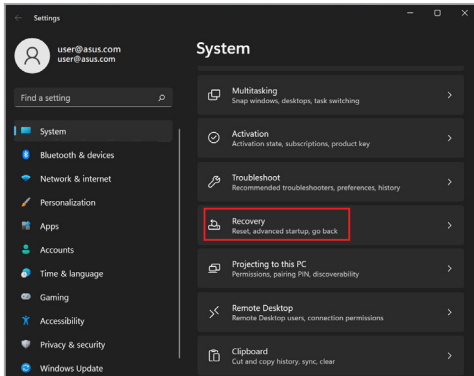 Settings
user@asus.com
user@asus.com
Find a setting
System
Bluetooth & devices
Network & internet
Personalization
Apps
Accounts
Time & language
Gaming
Accessibility
Privacy & security
Windows Update
System
Multitasking
Snap windows, desktops, task switching
Activation
Activation state, subscriptions, product key
Troubleshoot
Recommended troubleshooters, preferences, history
Recovery
Reset, advanced startup, go back
Projecting to this PC
Permissions, pairing PIN, discoverability
Remote Desktop
Remote Desktop users, connection permissions
Clipboard
Cut and copy history, sync, clear